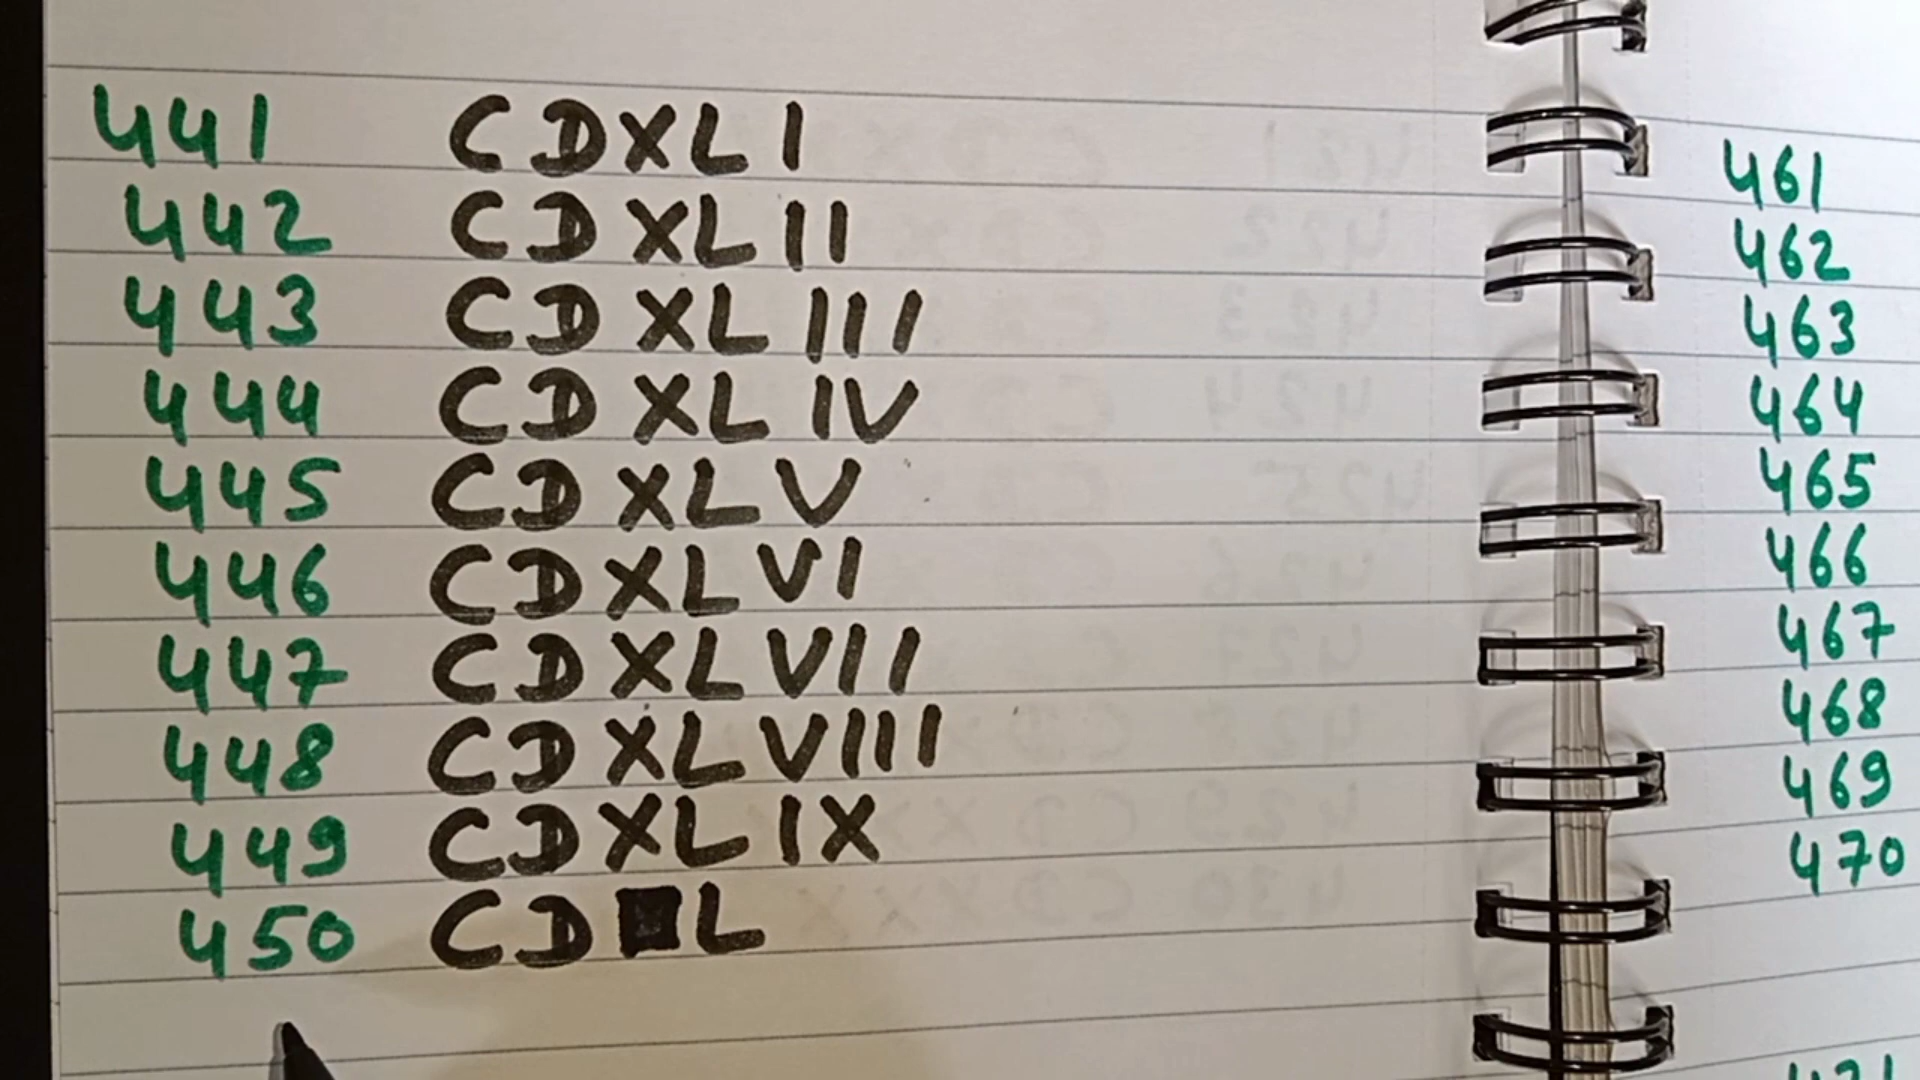 441 CDXLI
442 CDXLII
443 CDXLIII
444 CDXLIV
445 CDXLV
446 CDXLVI
447 CDXLVII
448 CDXLVIII
449 CDXLIX
450 CD■L
461
462
463
464
465
466
467
468
469
470